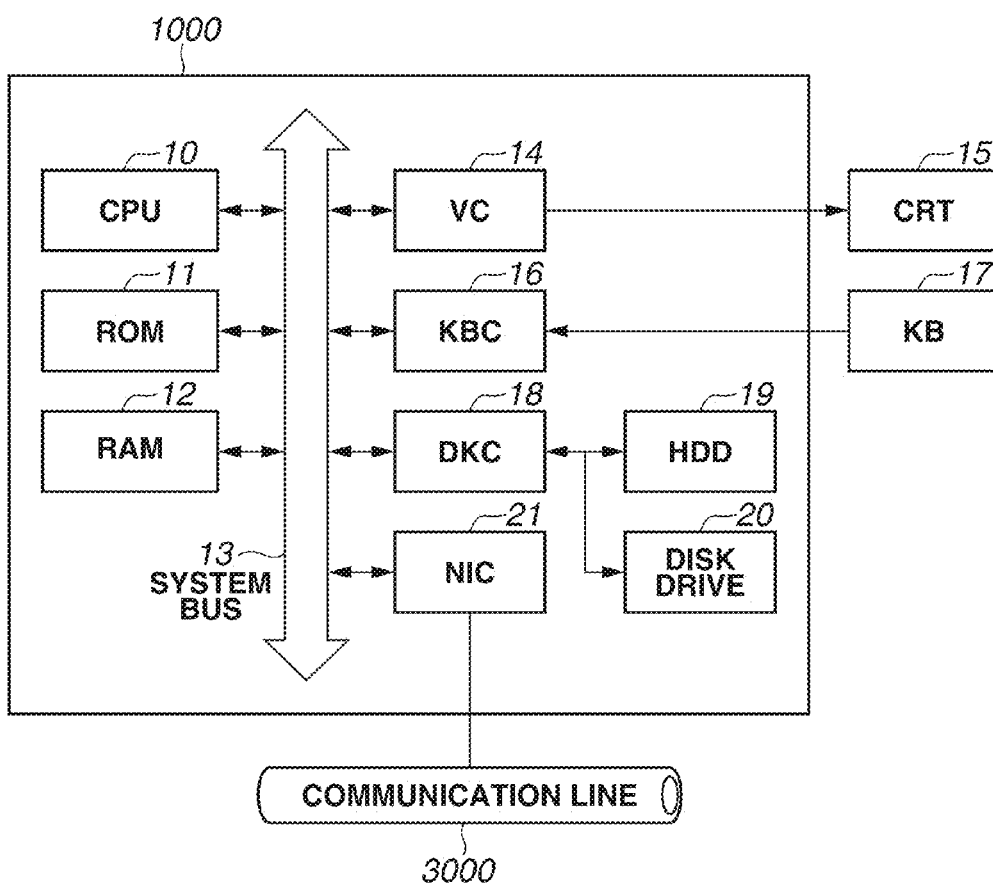 1000
10
CPU
14
VC
15
CRT
11
ROM
16
KBC
17
KB
12
RAM
18
DKC
19
HDD
21
NIC
20
DISK
DRIVE
13
SYSTEM
BUS
COMMUNICATION LINE
3000